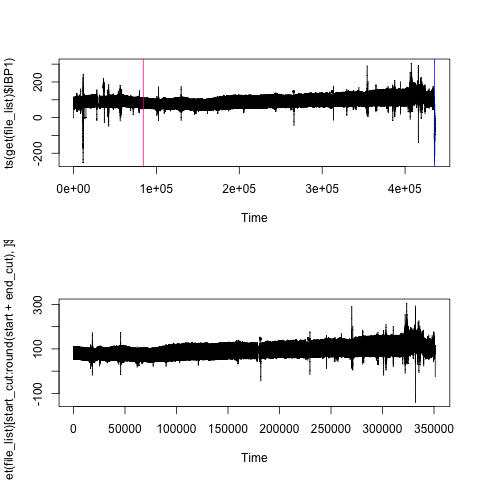 ts(get(file_list)$IBP1)
200
0
-200
0e+00 1e+05 2e+05 3e+05 4e+05
Time
et(file_list)[start_cut:round(start + end_cut), ]$
300
100
-100
0 50000 100000 150000 200000 250000 300000 350000
Time